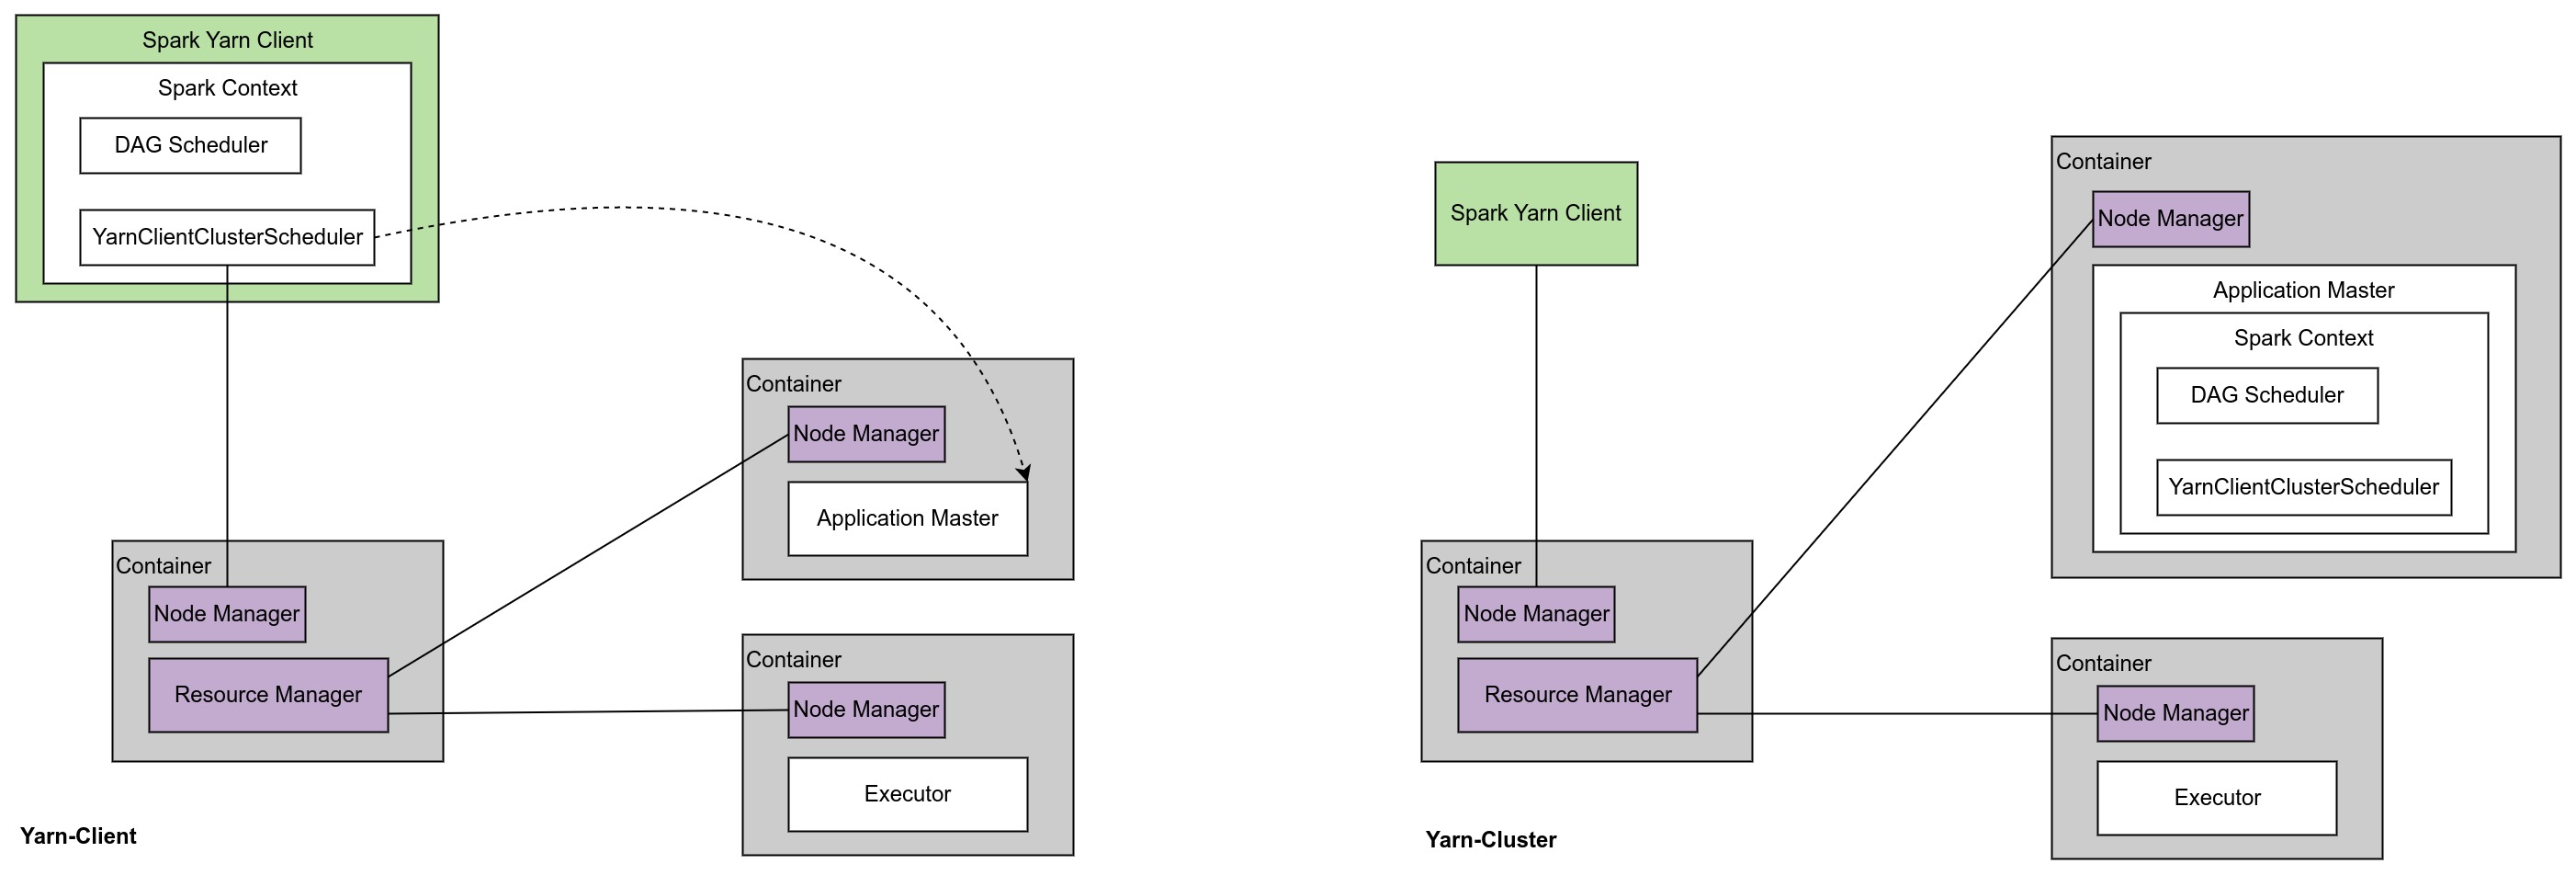 Spark Yarn Client
Spark Context
DAG Scheduler
YarnClientClusterScheduler
Container
Node Manager
Application Master
Container
Node Manager
Resource Manager
Container
Node Manager
Executor
Yarn-Client
Spark Yarn Client
Container
Node Manager
Application Master
Spark Context
DAG Scheduler
YarnClientClusterScheduler
Container
Node Manager
Resource Manager
Container
Node Manager
Executor
Yarn-Cluster